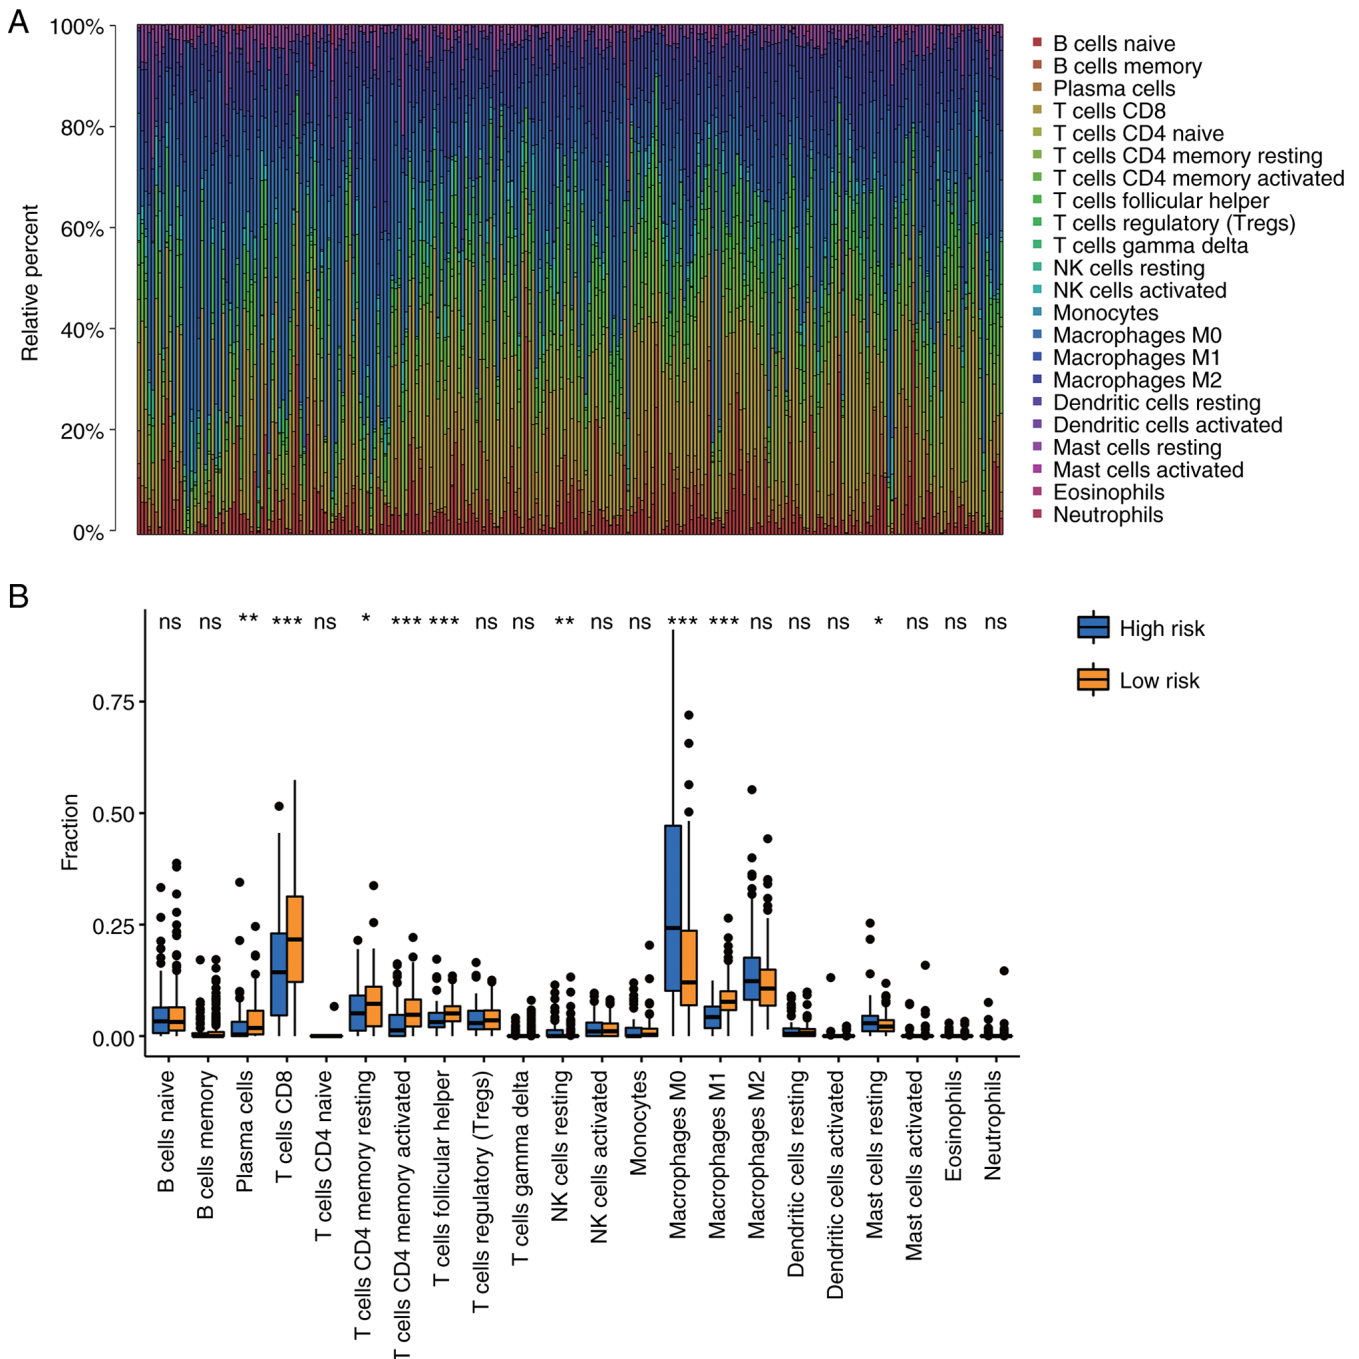 A
100%
80%
60%
40%
20%
0%
Relative percent
B cells naive
B cells memory
Plasma cells
T cells CD8
T cells CD4 naive
T cells CD4 memory resting
T cells CD4 memory activated
T cells follicular helper
T cells regulatory (Tregs)
T cells gamma delta
NK cells resting
NK cells activated
Monocytes
Macrophages M0
Macrophages M1
Macrophages M2
Dendritic cells resting
Dendritic cells activated
Mast cells resting
Mast cells activated
Eosinophils
Neutrophils
B
ns ns ** *** ns * *** *** ns ns ** ns ns *** *** ns ns ns * ns ns ns
High risk
Low risk
0.75
0.50
0.25
0.00
Fraction
B cells naive
B cells memory
Plasma cells
T cells CD8
T cells CD4 naive
T cells CD4 memory resting
T cells CD4 memory activated
T cells follicular helper
T cells regulatory (Tregs)
T cells gamma delta
NK cells resting
NK cells activated
Monocytes
Macrophages M0
Macrophages M1
Macrophages M2
Dendritic cells resting
Dendritic cells activated
Mast cells resting
Mast cells activated
Eosinophils
Neutrophils